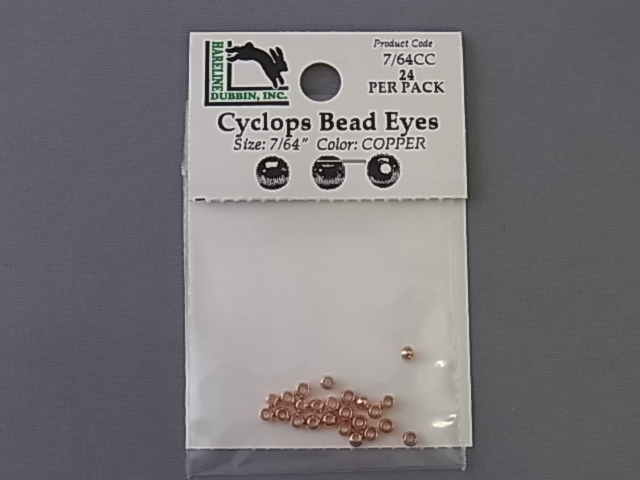 HARELINE
DUBBIN, INC.
Product Code
7/64CC
24
PER PACK
Cyclops Bead Eyes
Size: 7/64" Color: COPPER